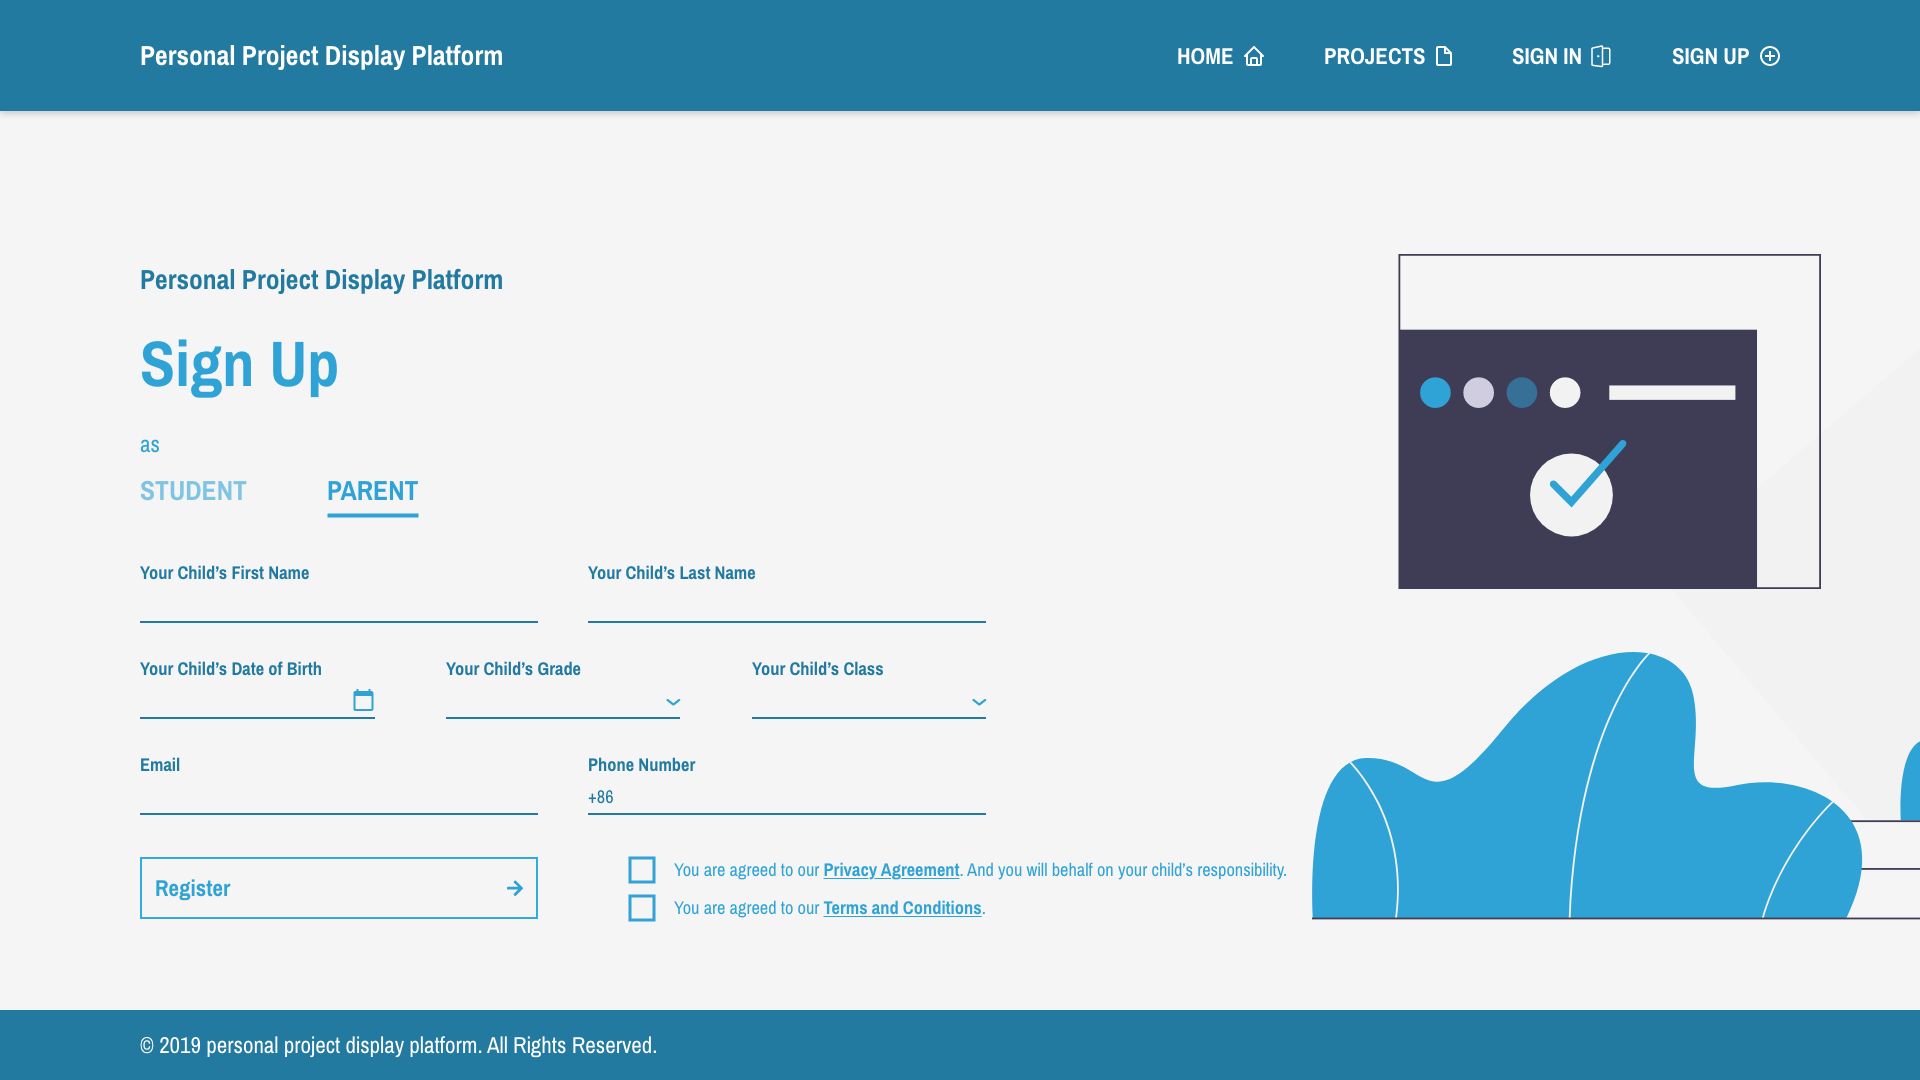 Personal Project Display Platform
HOME
PROJECTS
SIGN IN
SIGN UP
Personal Project Display Platform
Sign Up
as
STUDENT
PARENT
Your Child’s First Name
Your Child’s Last Name
Your Child’s Date of Birth
Your Child’s Grade
Your Child’s Class
Email
Phone Number
+86
Register
You are agreed to our Privacy Agreement. And you will behalf on your child’s responsibility.
You are agreed to our Terms and Conditions.
© 2019 personal project display platform. All Rights Reserved.